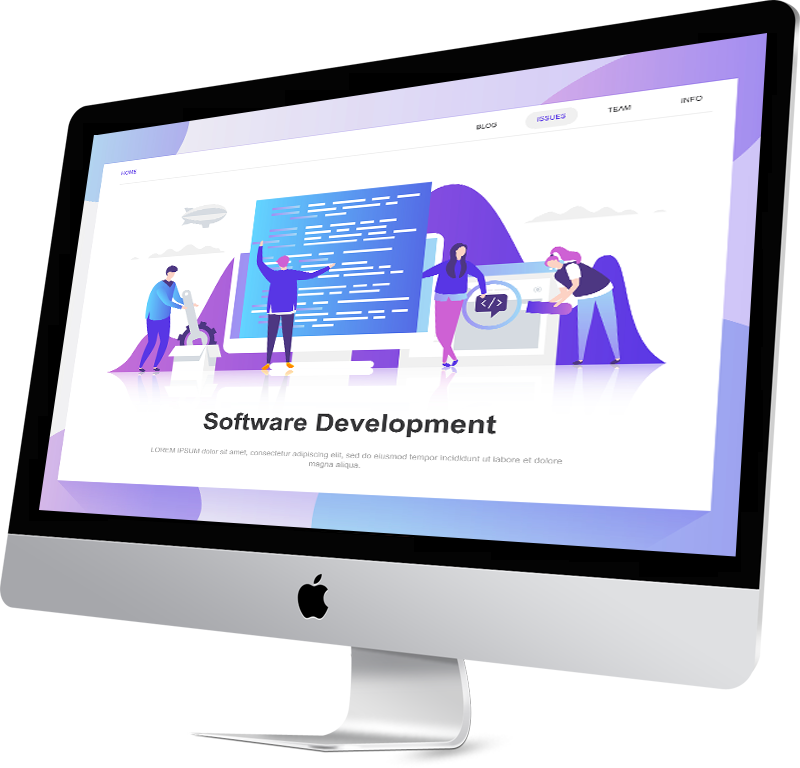 HOME
BLOG
ISSUES
TEAM
INFO
</>
Software Development
LOREM IPSUM dolor sit amet, consectetur adipiscing elit, sed do eiusmod tempor incididunt ut labore et dolore
magna aliqua.